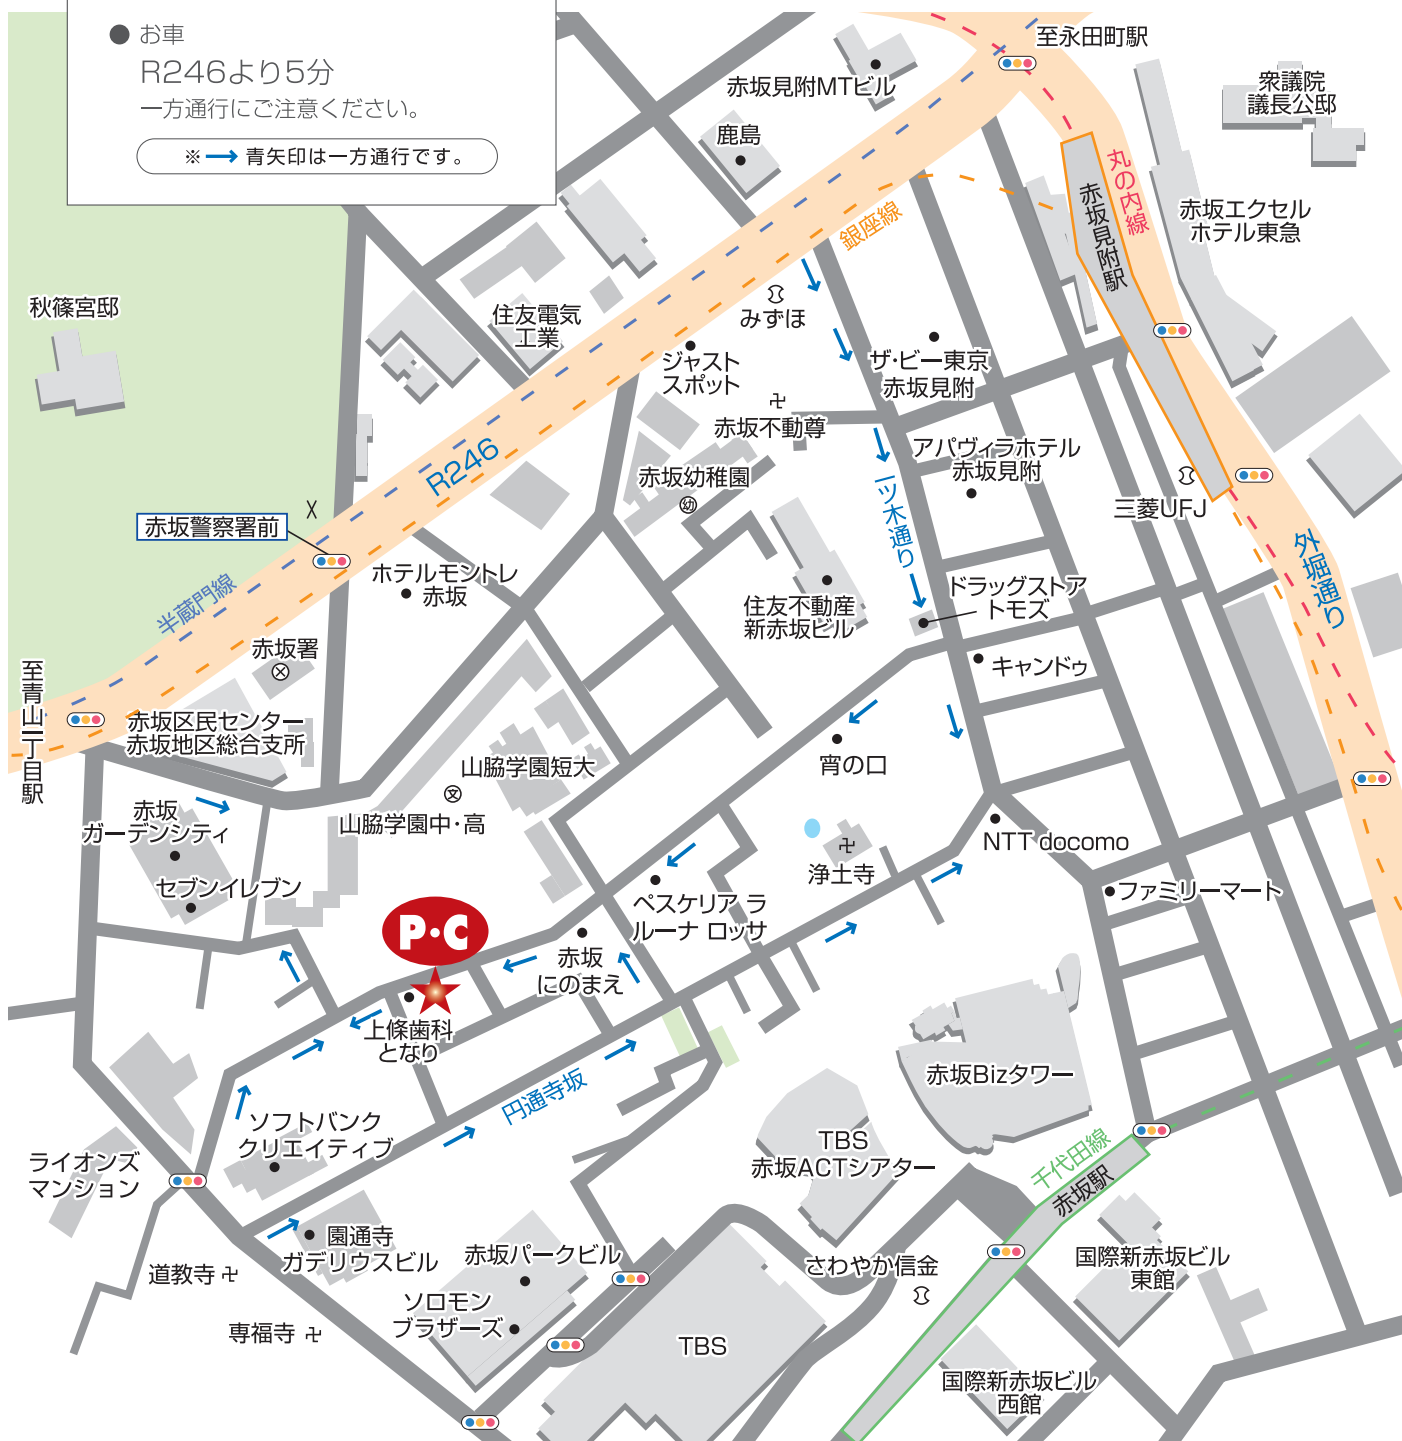 お車
R246より5分
一方通行にご注意ください。
※ 青矢印は一方通行です。
至永田町駅
赤坂見附MTビル
衆議院
議長公邸
鹿島
丸の内線
赤坂見附駅
赤坂エクセル
ホテル東急
銀座線
秋篠宮邸
住友電気
工業
みずほ
ジャスト
スポット
ザ・ビー東京
赤坂見附
赤坂不動尊
R246
アパヴィラホテル
赤坂見附
赤坂幼稚園
幼
一ツ木通り
三菱UFJ
赤坂警察署前
外堀通り
ホテルモントレ
赤坂
半蔵門線
住友不動産
新赤坂ビル
ドラッグストア
トモズ
赤坂署
キャンドゥ
至青山一丁目駅
赤坂区民センター
赤坂地区総合支所
山脇学園短大
文
宵の口
赤坂
ガーデンシティ
山脇学園中・高
NTT docomo
浄土寺
セブンイレブン
ペスケリア ラ
ルーナ ロッサ
ファミリーマート
P・C
赤坂
にのまえ
上條歯科
となり
赤坂Bizタワー
円通寺坂
ソフトバンク
クリエイティブ
TBS
赤坂ACTシアター
千代田線
赤坂駅
ライオンズ
マンション
園通寺
ガデリウスビル
赤坂パークビル
さわやか信金
国際新赤坂ビル
東館
道教寺
ソロモン
ブラザーズ
専福寺
TBS
国際新赤坂ビル
西館